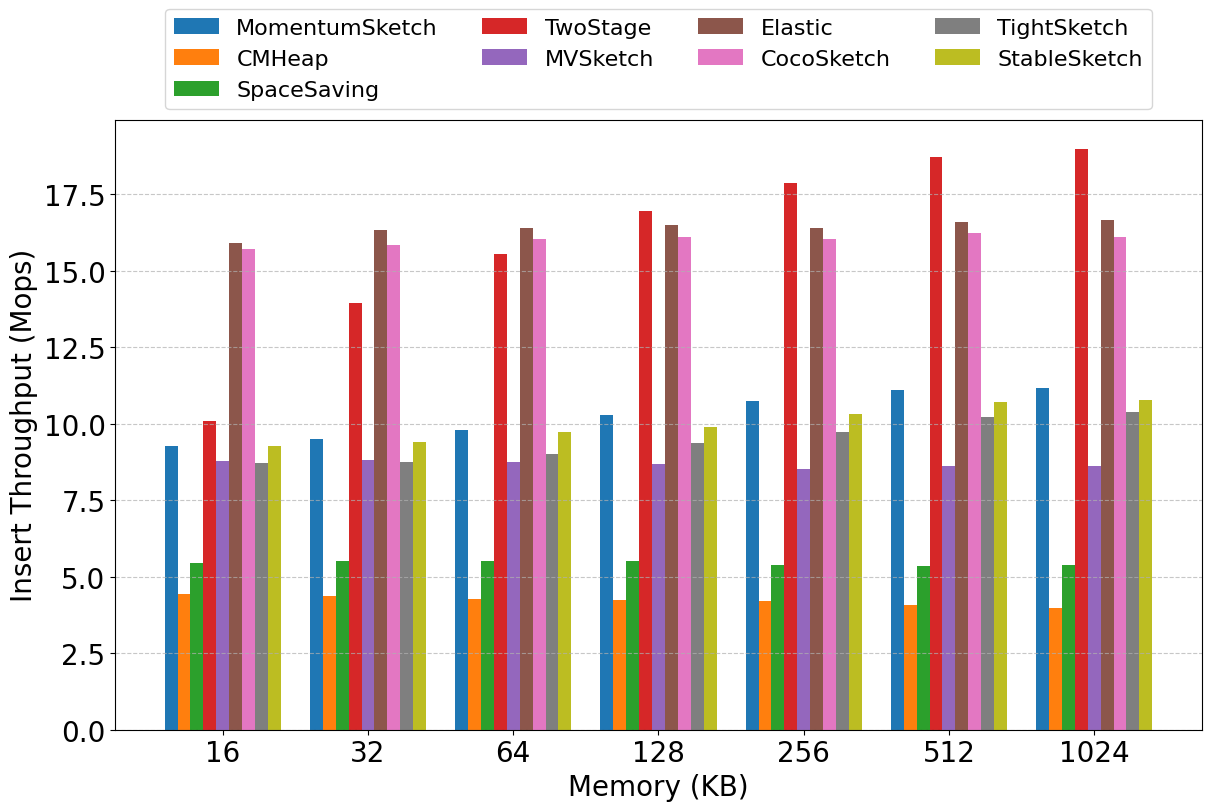 MomentumSketch TwoStage Elastic TightSketch
CMHeap MVSketch CocoSketch StableSketch
SpaceSaving
17.5
15.0
12.5
10.0
7.5
5.0
2.5
0.0
Insert Throughput (Mops)
16 32 64 128 256 512 1024
Memory (KB)